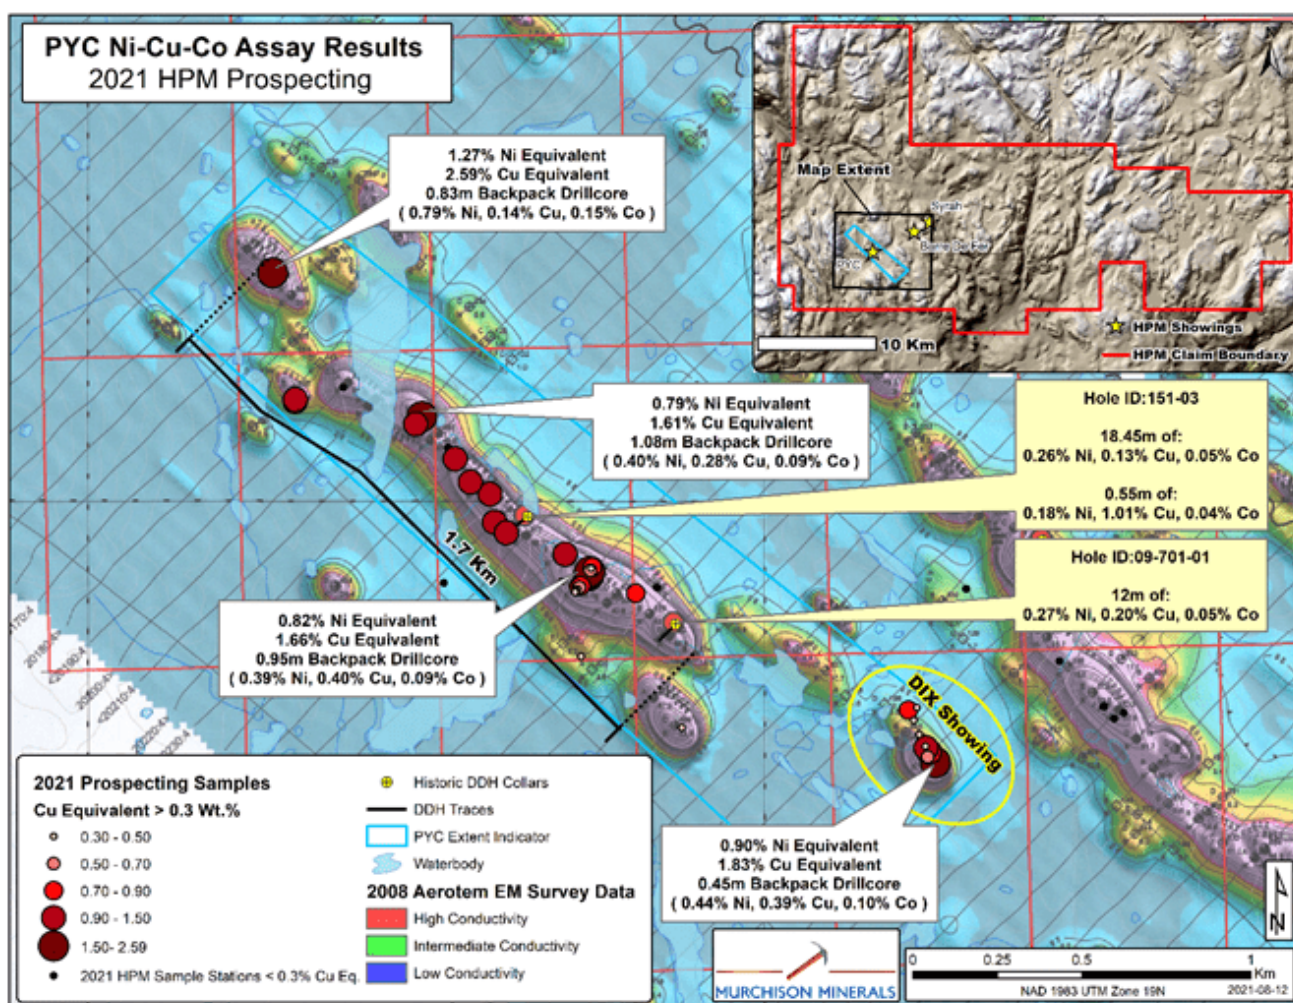 PYC Ni-Cu-Co Assay Results
2021 HPM Prospecting
1.27% Ni Equivalent
2.59% Cu Equivalent
0.83m Backpack Drillcore
( 0.79% Ni, 0.14% Cu, 0.15% Co )
Map Extent
Syrah
Barre De Fer
PYC
HPM Showings
10 Km
HPM Claim Boundary
0.79% Ni Equivalent
1.61% Cu Equivalent
1.08m Backpack Drillcore
( 0.40% Ni, 0.28% Cu, 0.09% Co )
Hole ID:151-03
18.45m of:
0.26% Ni, 0.13% Cu, 0.05% Co
0.55m of:
0.18% Ni, 1.01% Cu, 0.04% Co
Hole ID:09-701-01
12m of:
0.27% Ni, 0.20% Cu, 0.05% Co
1.7 Km
0.82% Ni Equivalent
1.66% Cu Equivalent
0.95m Backpack Drillcore
( 0.39% Ni, 0.40% Cu, 0.09% Co )
DIX Showing
0.90% Ni Equivalent
1.83% Cu Equivalent
0.45m Backpack Drillcore
( 0.44% Ni, 0.39% Cu, 0.10% Co )
2021 Prospecting Samples
Cu Equivalent > 0.3 Wt.%
0.30 - 0.50
0.50 - 0.70
0.70 - 0.90
0.90 - 1.50
1.50 - 2.59
2021 HPM Sample Stations < 0.3% Cu Eq.
Historic DDH Collars
DDH Traces
PYC Extent Indicator
Waterbody
2008 Aerotem EM Survey Data
High Conductivity
Intermediate Conductivity
Low Conductivity
MURCHISON MINERALS
N
0 0.25 0.5 1
Km
NAD 1983 UTM Zone 19N
2021-08-12